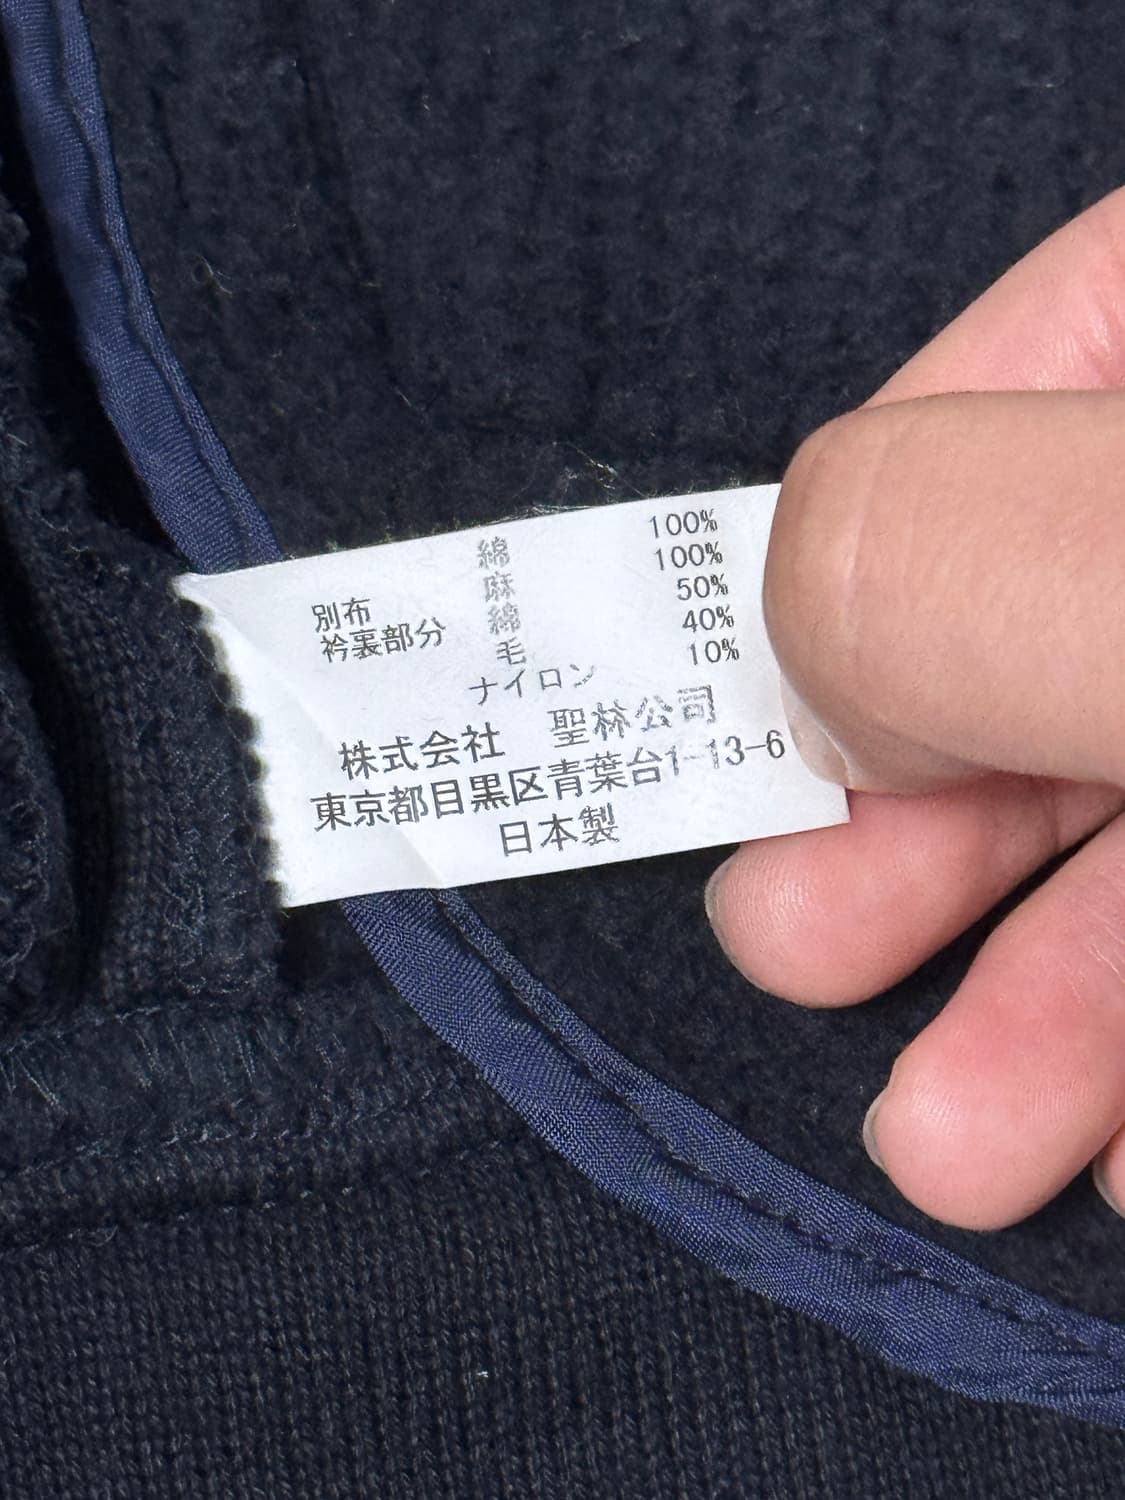 綿 100%
別布 麻 100%
衿裏部分 綿 50%
毛 40%
ナイロン 10%
株式会社 聖林公司
東京都目黒区青葉台1-13-6
日本製